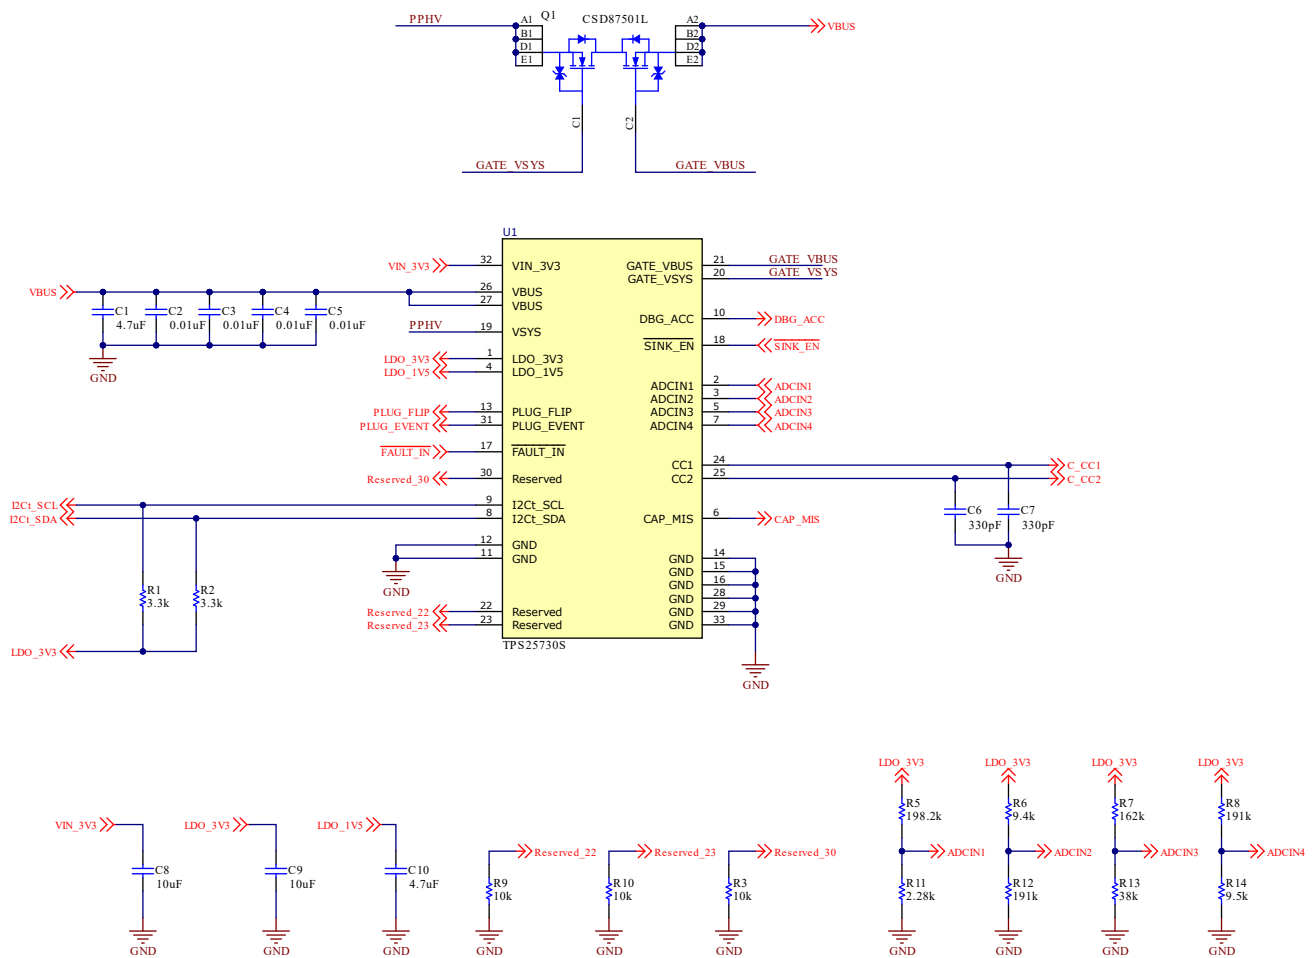 PPHV
A1
Q1
CSD87501L
A2
VBUS
B1
B2
D1
D2
E1
E2
C1
C2
GATE_VSYS
GATE_VBUS
U1
VIN_3V3
32
VIN_3V3
GATE_VBUS
21
GATE_VBUS
GATE_VSYS
20
GATE_VSYS
VBUS
26
VBUS
27
VBUS
C1
4.7uF
C2
0.01uF
C3
0.01uF
C4
0.01uF
C5
0.01uF
GND
PPHV
19
VSYS
DBG_ACC
10
DBG_ACC
SINK_EN
18
SINK_EN
LDO_3V3
1
LDO_3V3
LDO_1V5
4
LDO_1V5
ADCIN1
2
ADCIN1
ADCIN2
3
ADCIN2
ADCIN3
5
ADCIN3
ADCIN4
7
ADCIN4
PLUG_FLIP
13
PLUG_FLIP
PLUG_EVENT
31
PLUG_EVENT
FAULT_IN
17
FAULT_IN
Reserved_30
30
Reserved
CC1
24
C_CC1
CC2
25
C_CC2
I2Ct_SCL
9
I2Ct_SCL
I2Ct_SDA
8
I2Ct_SDA
CAP_MIS
6
CAP_MIS
C6
330pF
C7
330pF
GND
12
GND
11
GND
GND
GND
14
GND
15
GND
16
GND
28
GND
29
GND
33
GND
R1
3.3k
R2
3.3k
Reserved_22
22
Reserved
Reserved_23
23
Reserved
TPS25730S
LDO_3V3
VIN_3V3
C8
10uF
GND
LDO_3V3
C9
10uF
GND
LDO_1V5
C10
4.7uF
GND
Reserved_22
R9
10k
GND
Reserved_23
R10
10k
GND
Reserved_30
R3
10k
GND
LDO_3V3
R5
198.2k
ADCIN1
R11
2.28k
GND
LDO_3V3
R6
9.4k
ADCIN2
R12
191k
GND
LDO_3V3
R7
162k
ADCIN3
R13
38k
GND
LDO_3V3
R8
191k
ADCIN4
R14
9.5k
GND